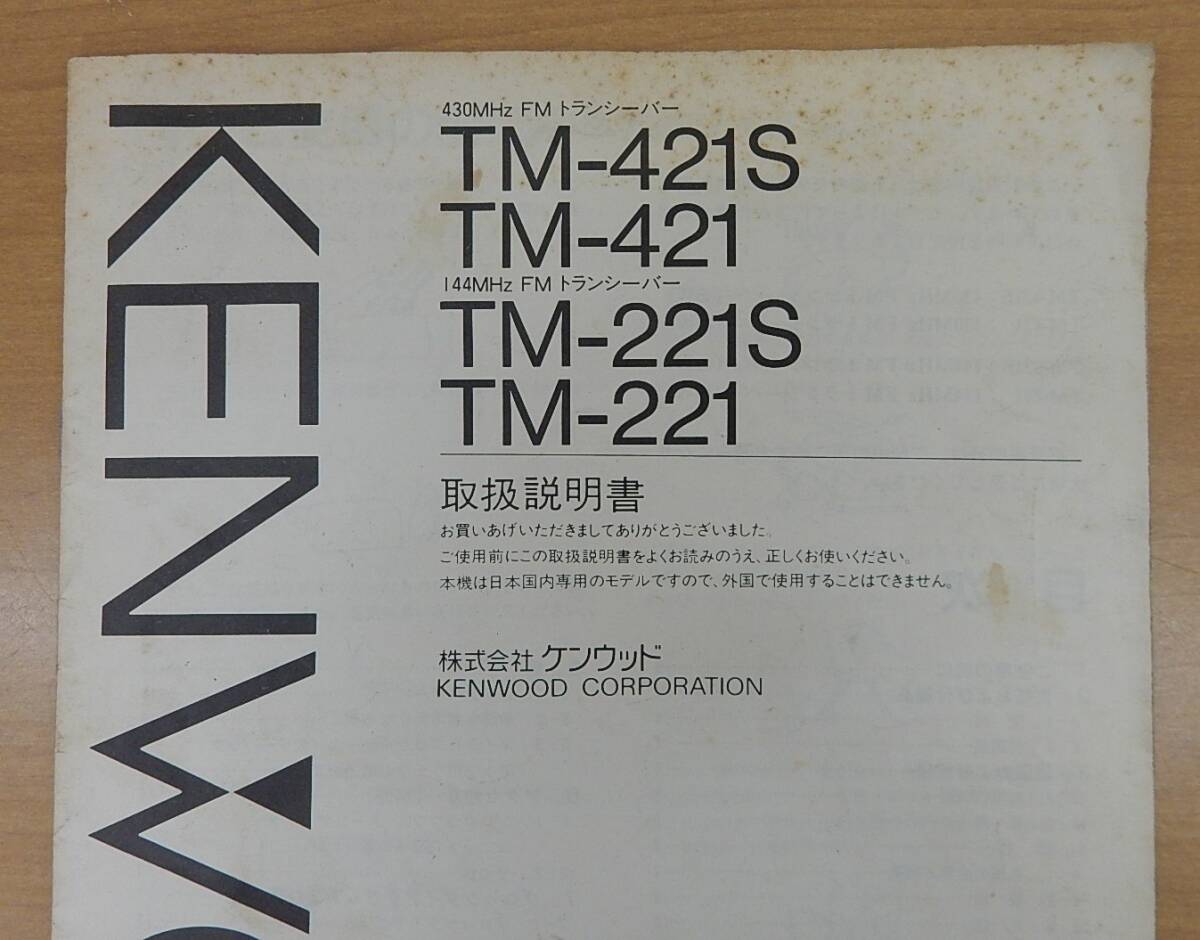 KENW
430MHz FM トランシーバー
TM-421S
TM-421
144MHz FM トランシーバー
TM-221S
TM-221
取扱説明書
お買いあげいただきましてありがとうございました。
ご使用前にこの取扱説明書をよくお読みのうえ、正しくお使いください。
本機は日本国内専用のモデルですので、外国で使用することはできません。
株式会社 ケンウッド
KENWOOD CORPORATION